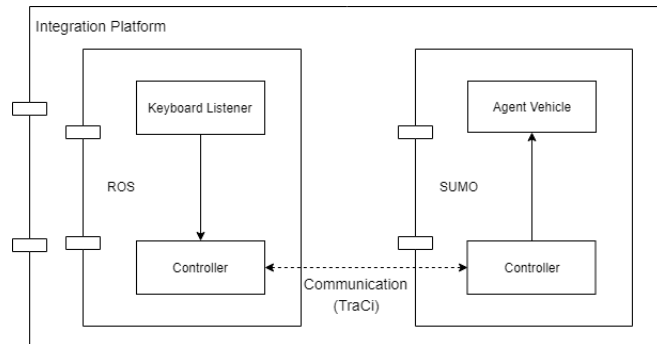 Integration Platform
Keyboard Listener
Agent Vehicle
ROS
SUMO
Controller
Controller
Communication
(TraCi)